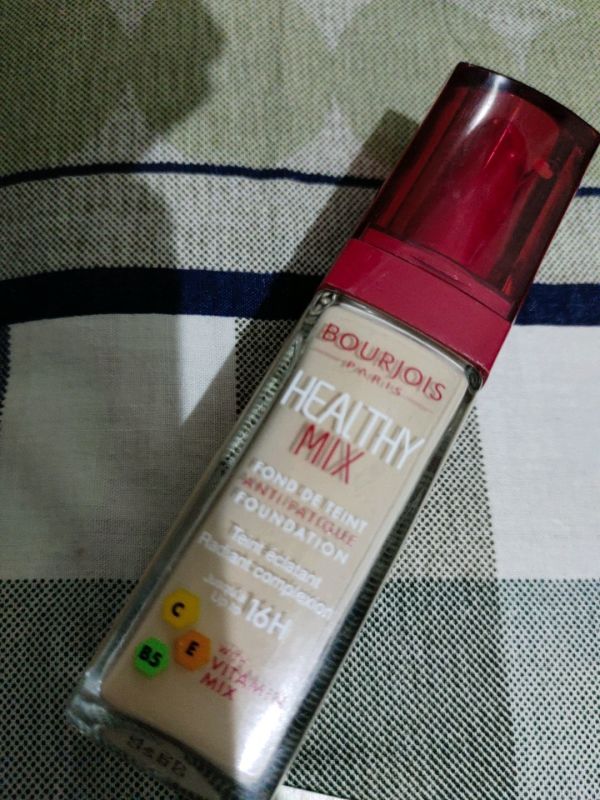 BOURJOIS
PARIS
HEALTHY
MIX
FOND DE TEINT
ANTI-FATIGUE
FOUNDATION
Teint éclatant
Radiant complexion
Jusqu'à
Up to 16H
C
E
B5
VITAMIN
MIX